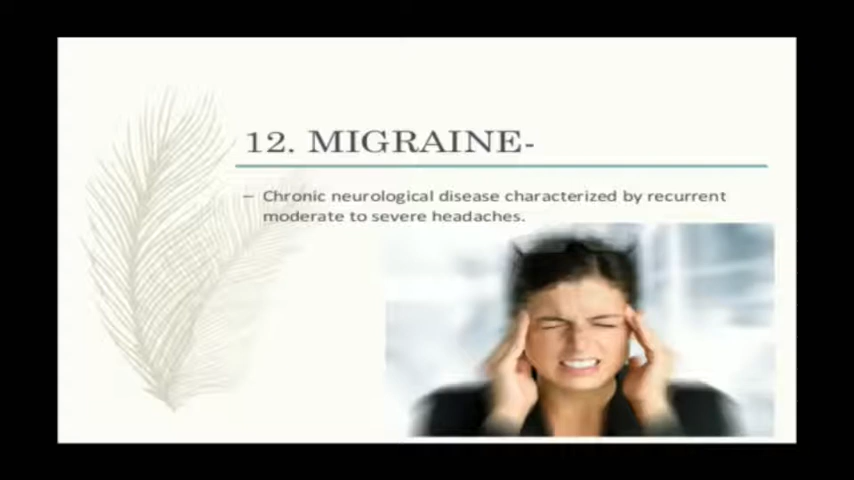 12. MIGRAINE-
– Chronic neurological disease characterized by recurrent
moderate to severe headaches.